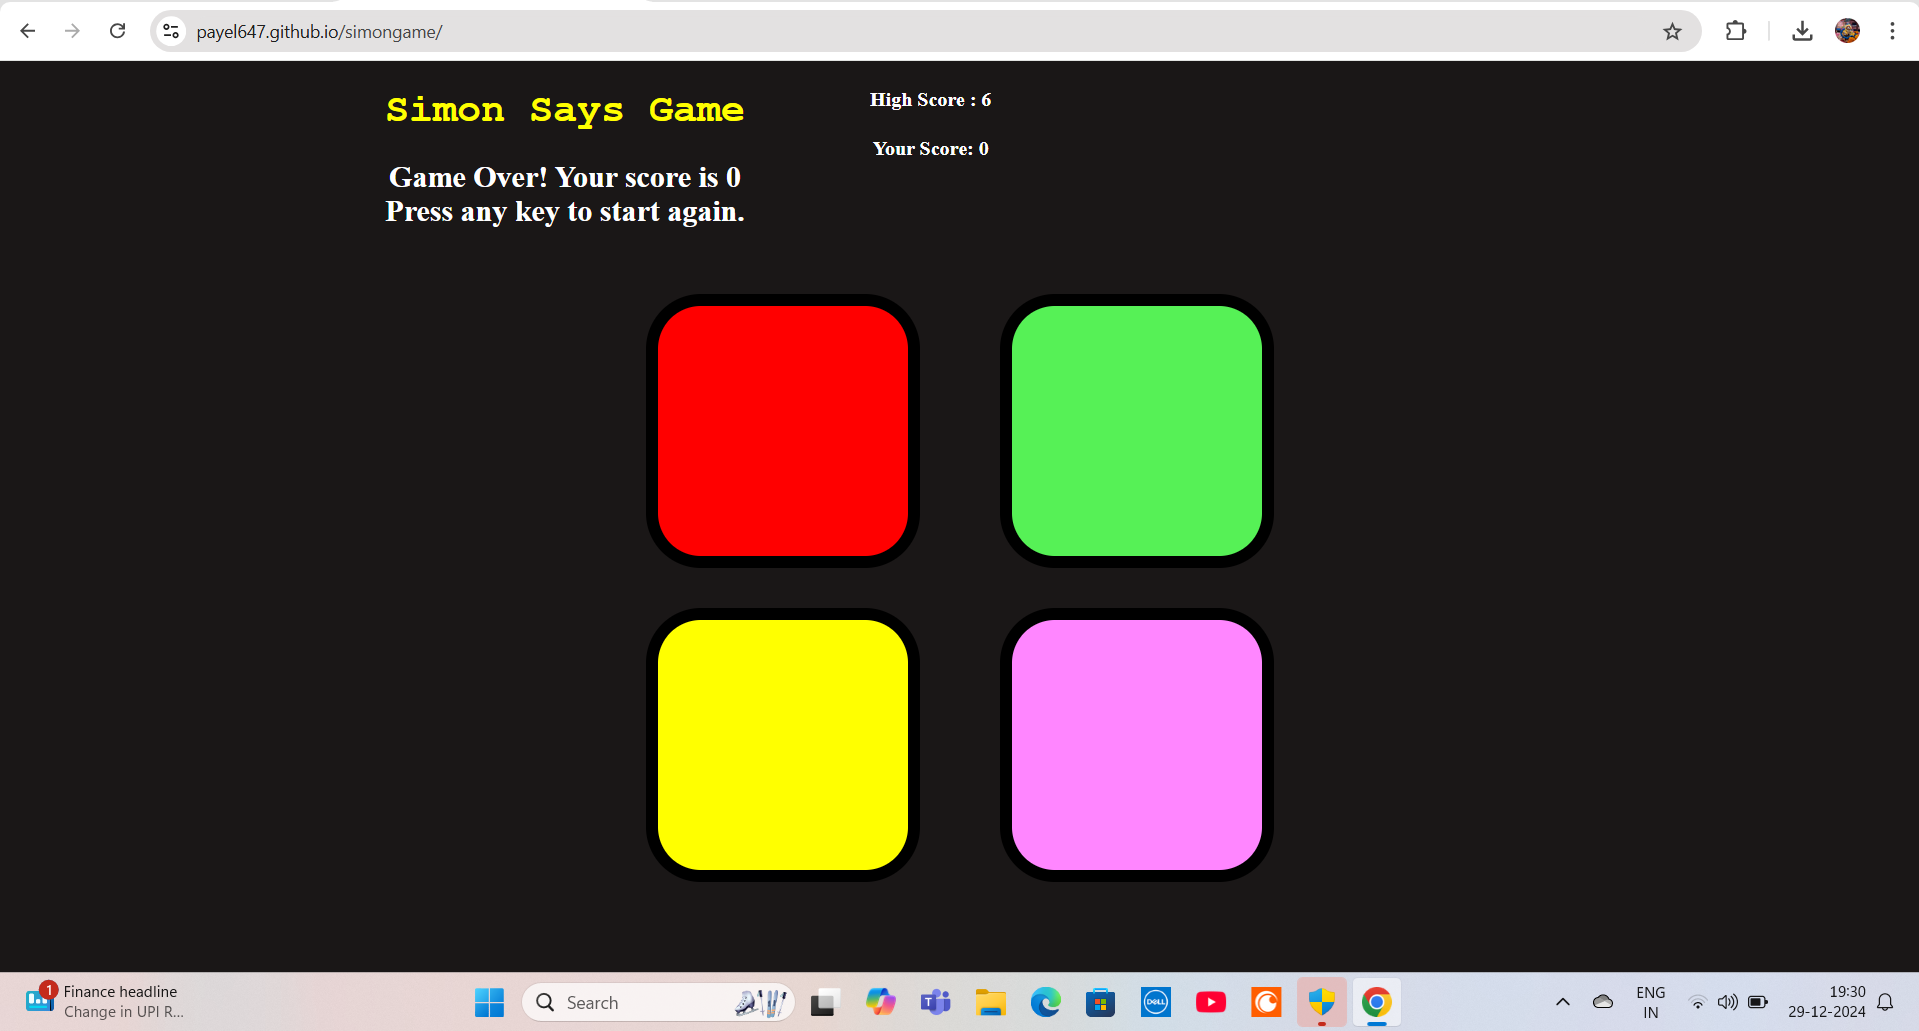 payel647.github.io/simongame/
Simon Says Game
High Score : 6
Your Score: 0
Game Over! Your score is 0
Press any key to start again.
1
Finance headline
Change in UPI R...
Search
T
DELL
ENG
IN
19:30
29-12-2024